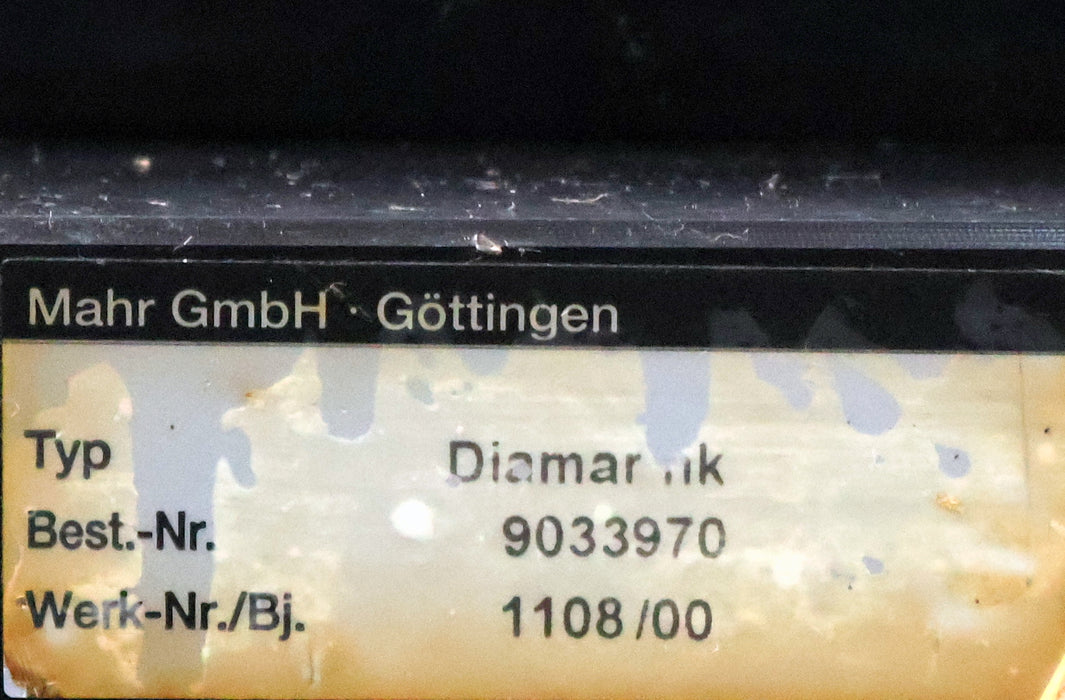 Mahr GmbH · Göttingen
Typ Diamar
Best.-Nr. 9033970
Werk-Nr./Bj. 1108/00